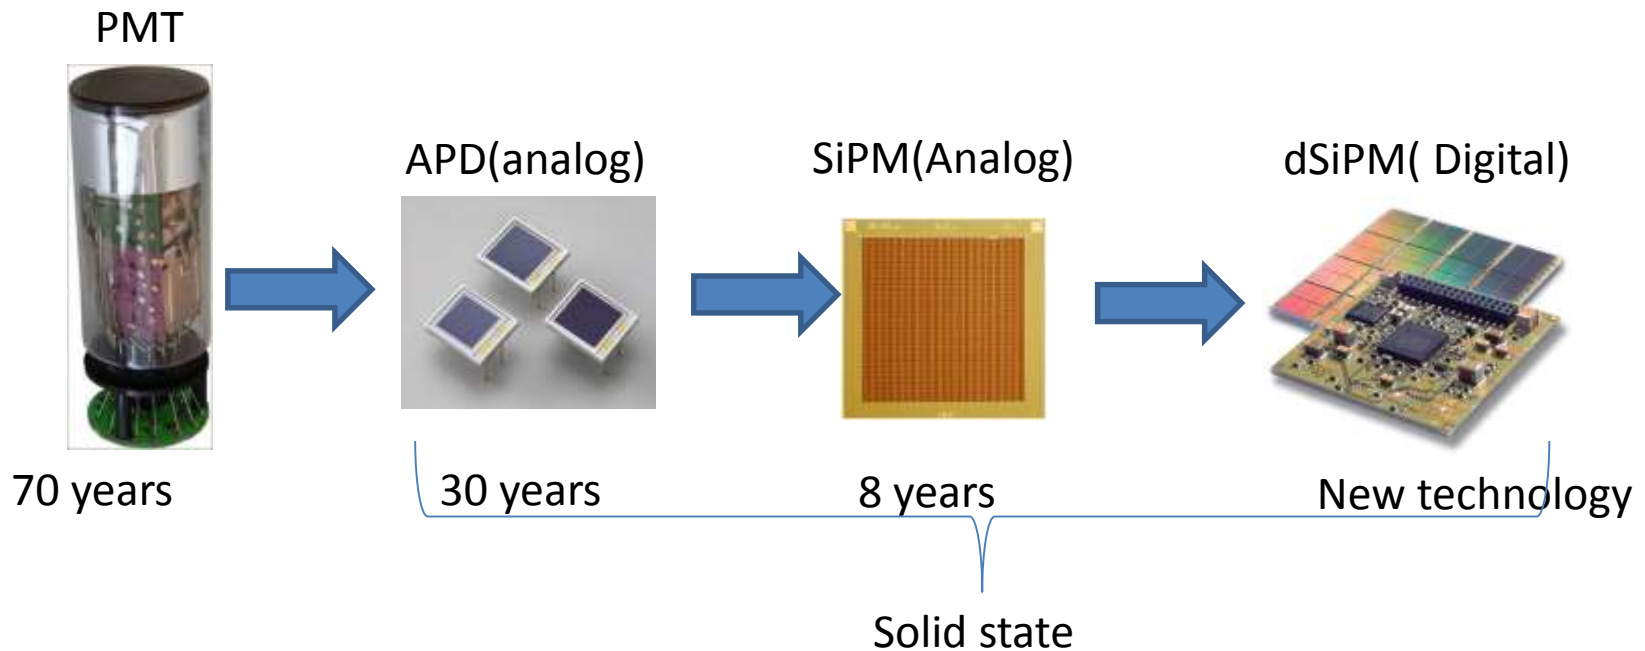 PMT
APD(analog)
SiPM(Analog)
dSiPM( Digital)
70 years
30 years
8 years
New technology
Solid state